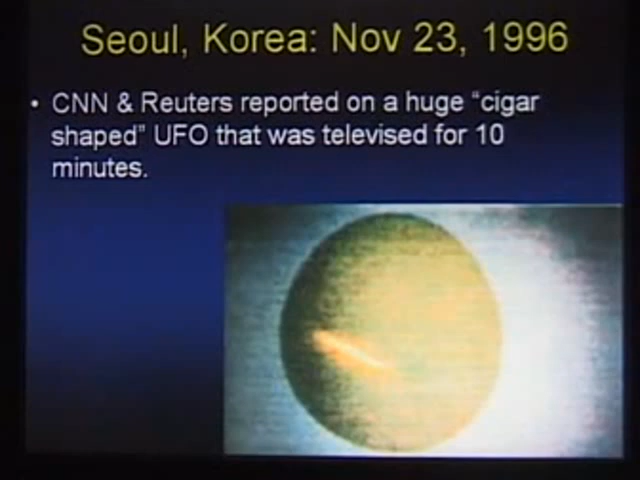 Seoul, Korea: Nov 23, 1996
• CNN & Reuters reported on a huge “cigar
shaped” UFO that was televised for 10
minutes.